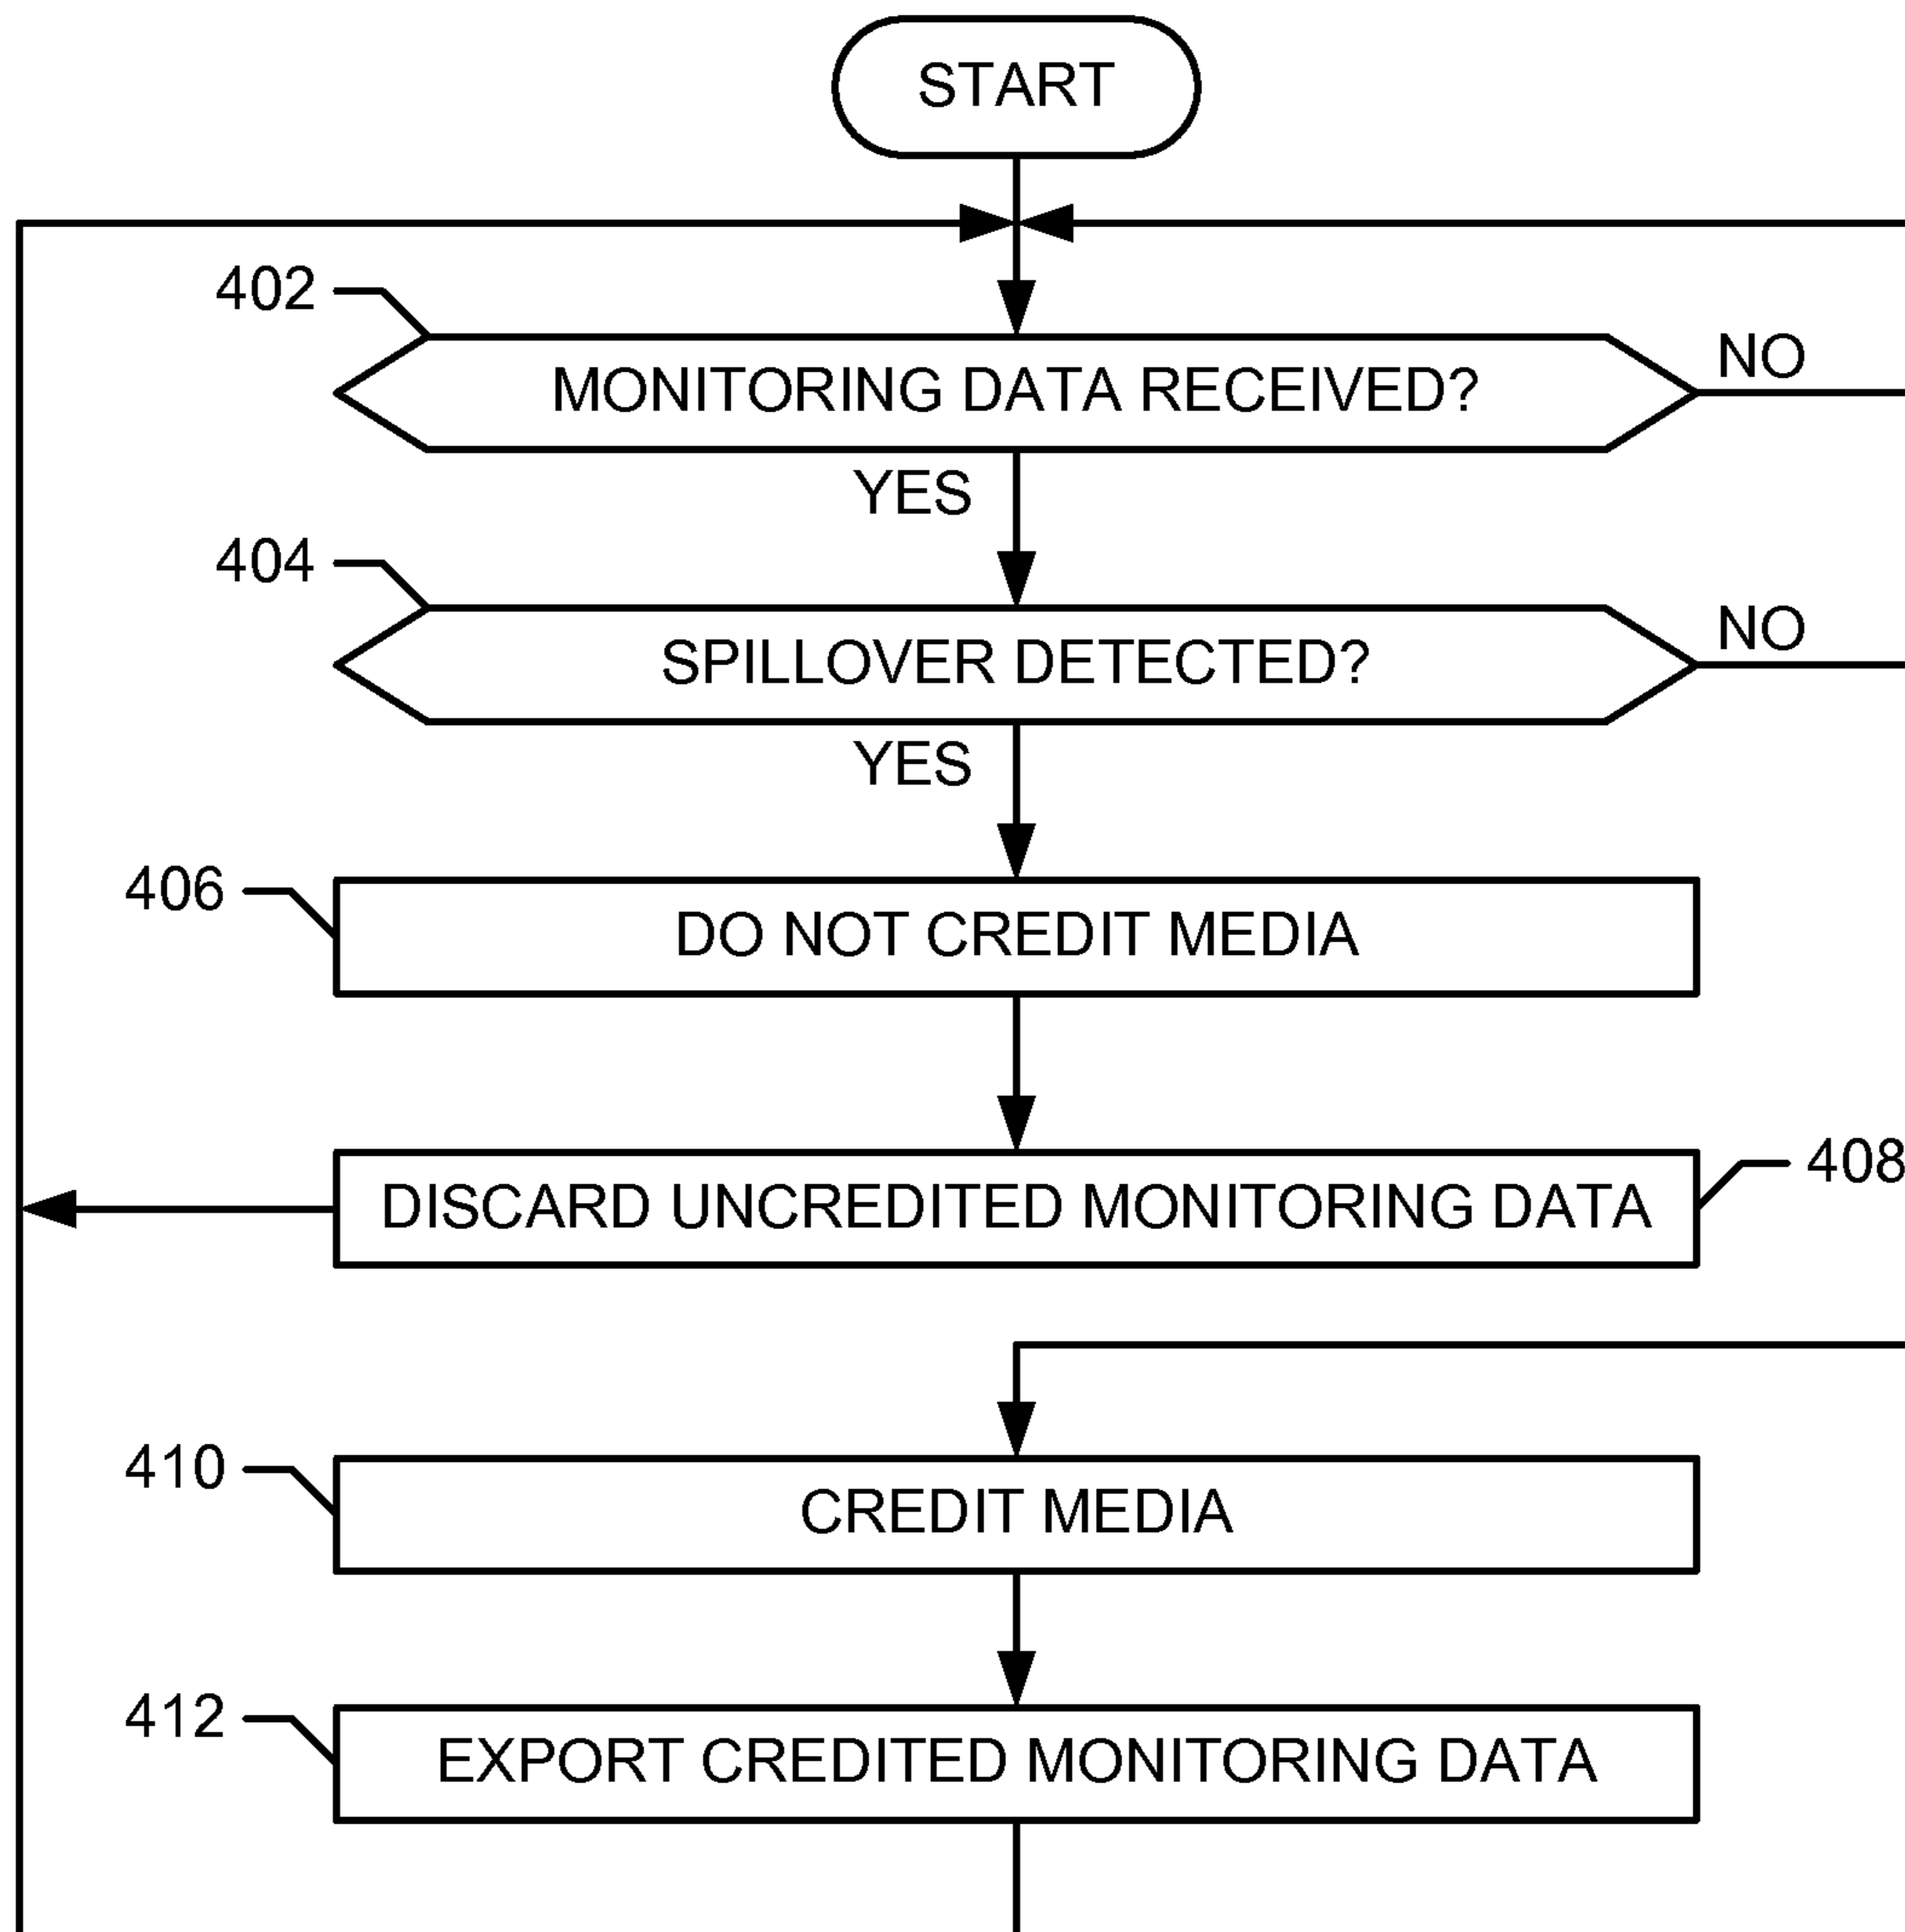 START
402
MONITORING DATA RECEIVED?
NO
YES
404
SPILLOVER DETECTED?
NO
YES
406
DO NOT CREDIT MEDIA
408
DISCARD UNCREDITED MONITORING DATA
410
CREDIT MEDIA
412
EXPORT CREDITED MONITORING DATA